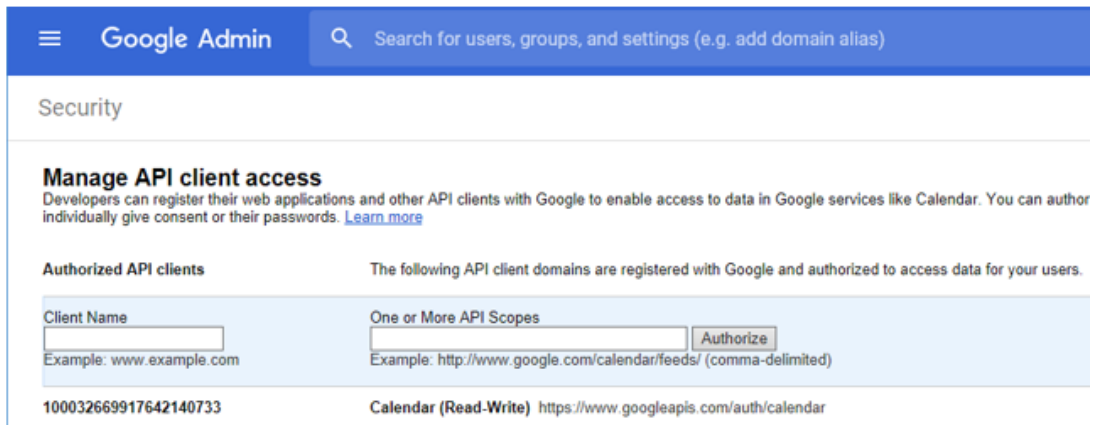 Google Admin
Search for users, groups, and settings (e.g. add domain alias)
Security
Manage API client access
Developers can register their web applications and other API clients with Google to enable access to data in Google services like Calendar. You can author
individually give consent or their passwords. Learn more
Authorized API clients
The following API client domains are registered with Google and authorized to access data for your users.
Client Name
One or More API Scopes
Authorize
Example: www.example.com
Example: http://www.google.com/calendar/feeds/ (comma-delimited)
100032669917642140733
Calendar (Read-Write) https://www.googleapis.com/auth/calendar